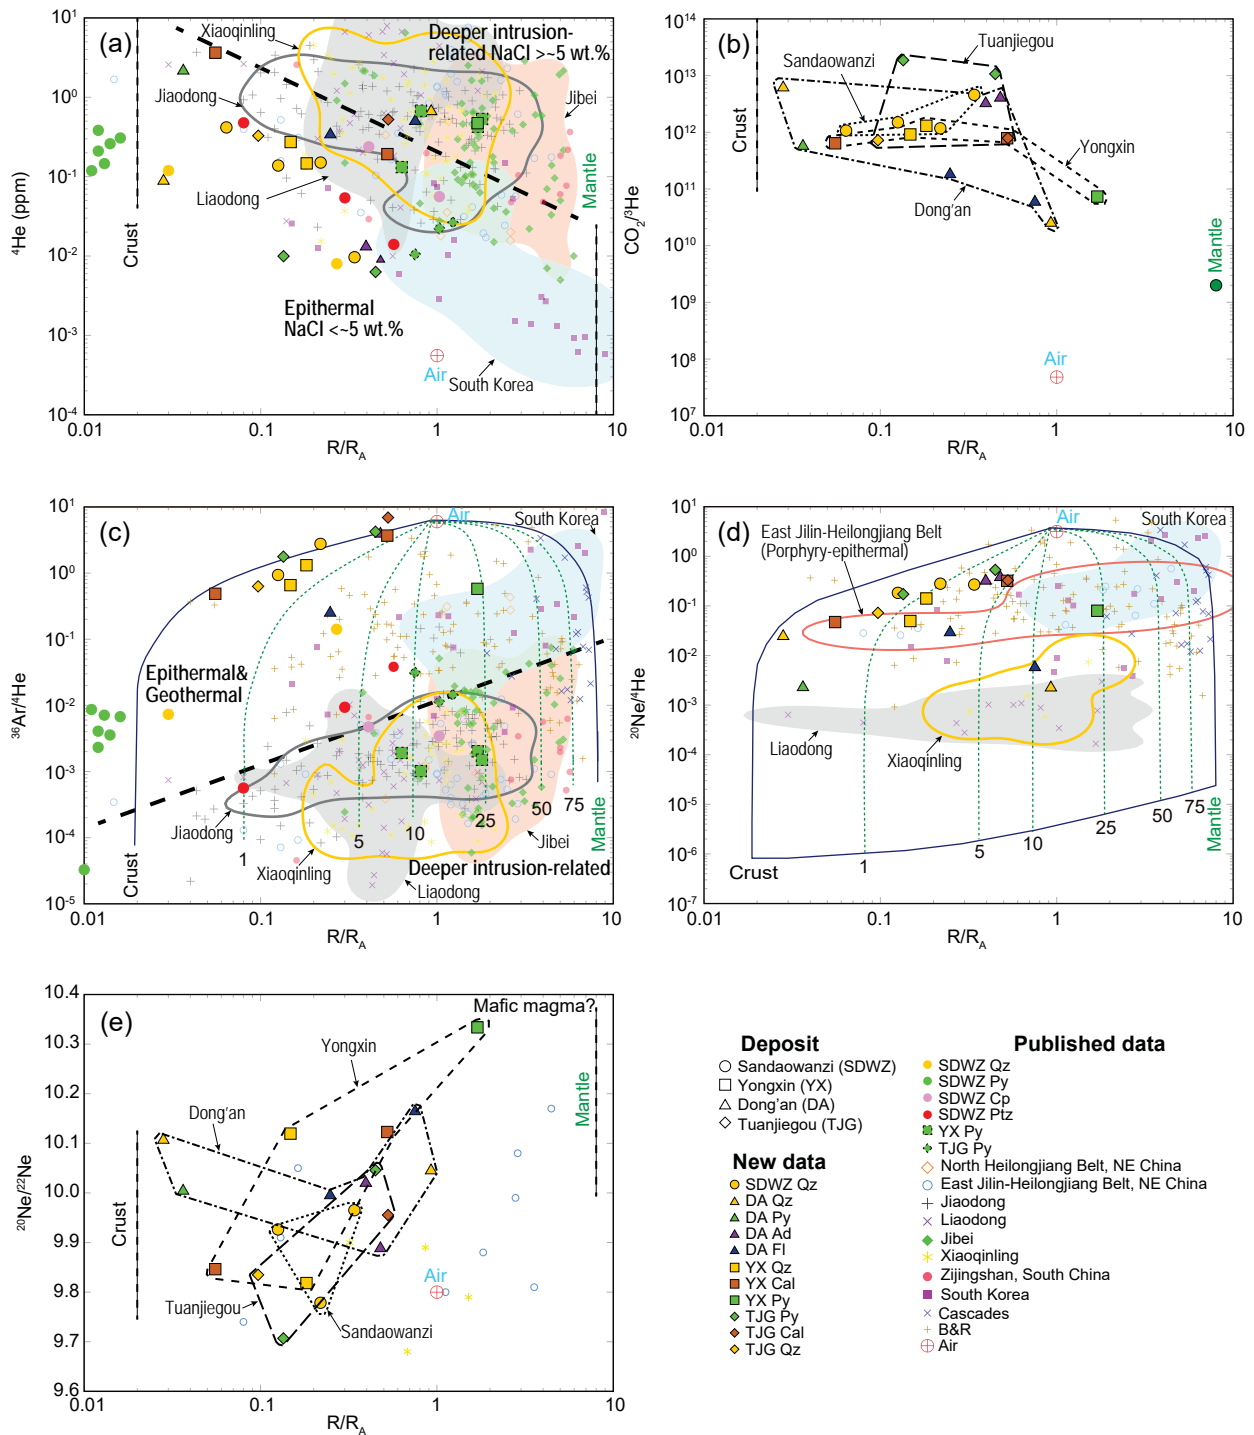 (a)
Xiaoqinling
Deeper intrusion-
related NaCl >~5 wt.%
Jiaodong
Jibei
Liaodong
Crust
Mantle
Epithermal
NaCl <~5 wt.%
Air
South Korea
10¹
10⁰
10⁻¹
10⁻²
10⁻³
10⁻⁴
⁴He (ppm)
0.01
0.1
1
10
R/R_A
(b)
Tuanjiegou
Sandaowanzi
Crust
Yongxin
Dong'an
Mantle
Air
10¹⁴
10¹³
10¹²
10¹¹
10¹⁰
10⁹
10⁸
10⁷
CO₂/³He
0.01
0.1
1
10
R/R_A
(c)
Air
South Korea
Epithermal&
Geothermal
Jiaodong
Xiaoqinling
Liaodong
Jibei
Deeper intrusion-related
Crust
Mantle
1
5
10
25
50
75
10¹
10⁰
10⁻¹
10⁻²
10⁻³
10⁻⁴
10⁻⁵
³⁶Ar/⁴He
0.01
0.1
1
10
R/R_A
(d)
East Jilin-Heilongjiang Belt
(Porphyry-epithermal)
Air
South Korea
Liaodong
Xiaoqinling
Crust
Mantle
1
5
10
25
50
75
10¹
10⁰
10⁻¹
10⁻²
10⁻³
10⁻⁴
10⁻⁵
10⁻⁶
10⁻⁷
²⁰Ne/⁴He
0.01
0.1
1
10
R/R_A
(e)
Mafic magma?
Yongxin
Dong'an
Crust
Mantle
Air
Tuanjiegou
Sandaowanzi
10.4
10.3
10.2
10.1
10.0
9.9
9.8
9.7
9.6
²⁰Ne/²²Ne
0.01
0.1
1
10
R/R_A
Deposit
Sandaowanzi (SDWZ)
Yongxin (YX)
Dong'an (DA)
Tuanjiegou (TJG)
New data
SDWZ Qz
DA Qz
DA Py
DA Ad
DA Fl
YX Qz
YX Cal
YX Py
TJG Py
TJG Cal
TJG Qz
Published data
SDWZ Qz
SDWZ Py
SDWZ Cp
SDWZ Ptz
YX Py
TJG Py
North Heilongjiang Belt, NE China
East Jilin-Heilongjiang Belt, NE China
Jiaodong
Liaodong
Jibei
Xiaoqinling
Zijingshan, South China
South Korea
Cascades
B&R
Air